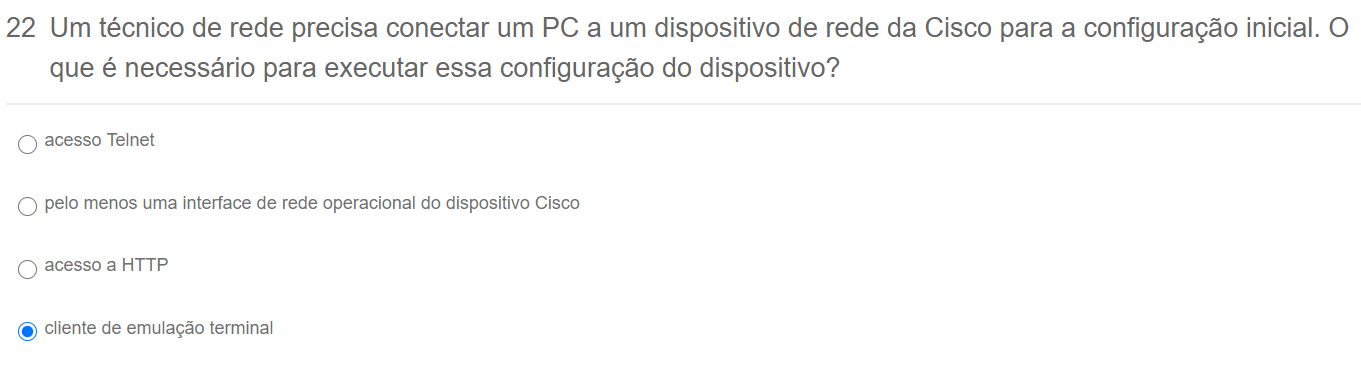 22 Um técnico de rede precisa conectar um PC a um dispositivo de rede da Cisco para a configuração inicial. O
que é necessário para executar essa configuração do dispositivo?
acesso Telnet
pelo menos uma interface de rede operacional do dispositivo Cisco
acesso a HTTP
cliente de emulação terminal